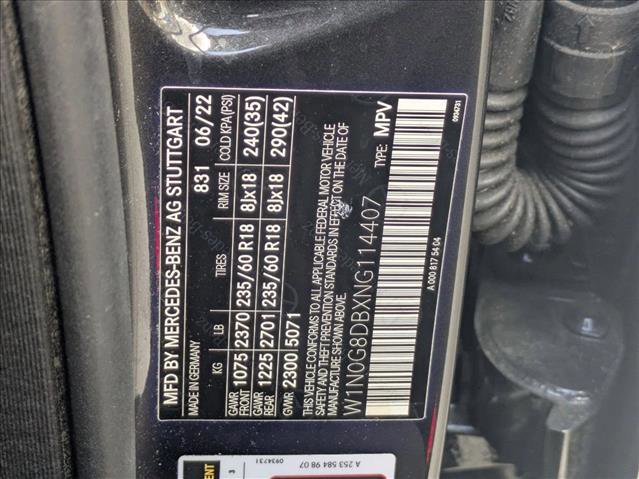 MFD BY MERCEDES-BENZ AG STUTTGART
MADE IN GERMANY 831 06/22
KG LB TIRES RIM SIZE COLD KPA (PSI)
GAWR FRONT 1075 2370 235/60 R18 8Jx18 240(35)
GAWR REAR 1225 2701 235/60 R18 8Jx18 290(42)
GVWR 2300 5071
THIS VEHICLE CONFORMS TO ALL APPLICABLE FEDERAL MOTOR VEHICLE
SAFETY AND THEFT PREVENTION STANDARDS IN EFFECT ON THE DATE OF
MANUFACTURE SHOWN ABOVE.
W1N0G8DBXNG114407 TYPE: MPV
A 000 817 54 04 0934731
A 253 584 98 07
0934731 3